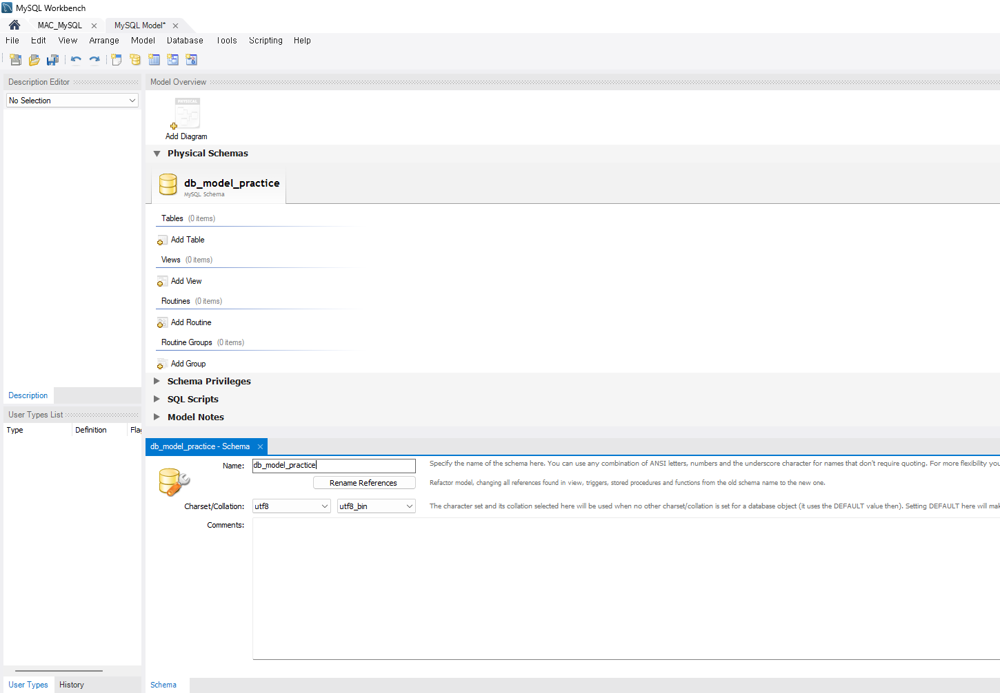 MySQL Workbench
MAC_MySQL
MySQL Model*
File Edit View Arrange Model Database Tools Scripting Help
Description Editor
No Selection
Model Overview
PHYSICAL
Add Diagram
Physical Schemas
db_model_practice
MySQL Schema
Tables (0 items)
Add Table
Views (0 items)
Add View
Routines (0 items)
Add Routine
Routine Groups (0 items)
Add Group
Schema Privileges
SQL Scripts
Model Notes
Description
User Types List
Type Definition Flag
db_model_practice - Schema
Name: db_model_practice Specify the name of the schema here. You can use any combination of ANSI letters, numbers and the underscore character for names that don't require quoting. For more flexibility you
Rename References Refactor model, changing all references found in view, triggers, stored procedures and functions from the old schema name to the new one.
Charset/Collation: utf8 utf8_bin The character set and its collation selected here will be used when no other charset/collation is set for a database object (it uses the DEFAULT value then). Setting DEFAULT here will mak
Comments:
User Types History
Schema